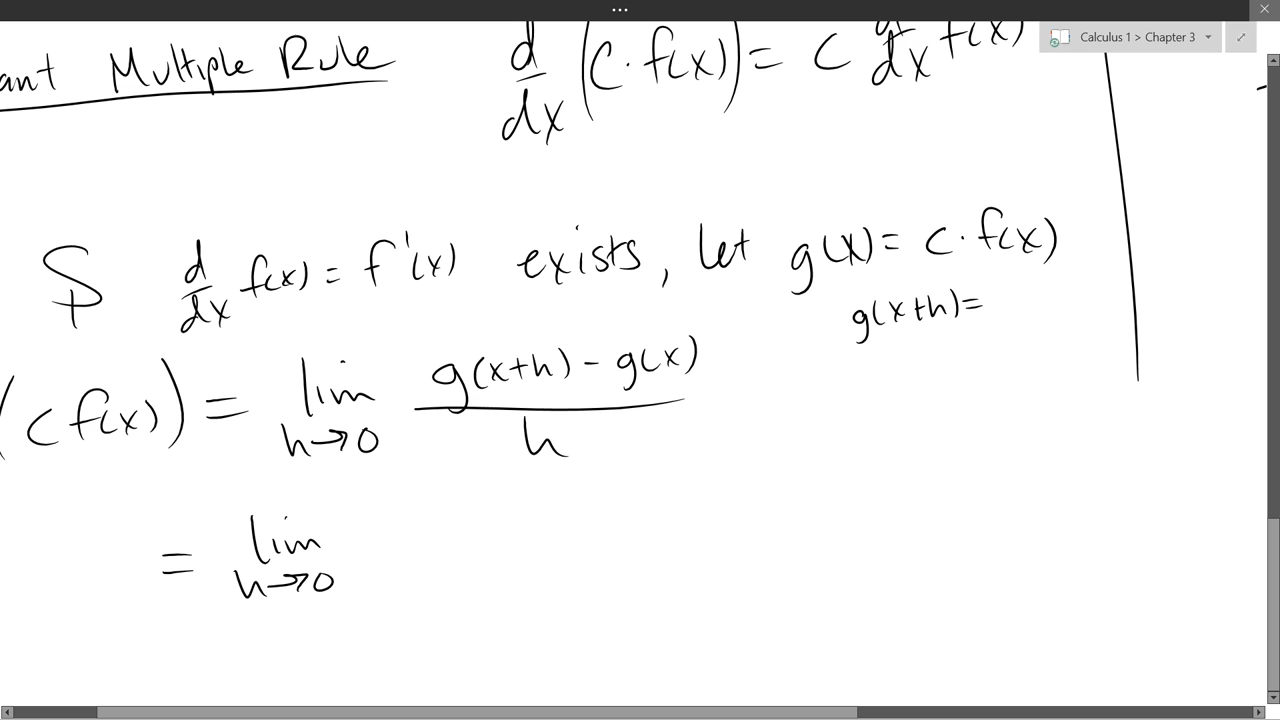 Calculus 1 > Chapter 3
ant Multiple Rule d/dx (c·f(x)) = c d/dx f(x)
S d/dx f(x) = f'(x) exists, let g(x) = c·f(x)
g(x+h) =
(c f(x)) = lim h→0 g(x+h) - g(x) / h
= lim h→0